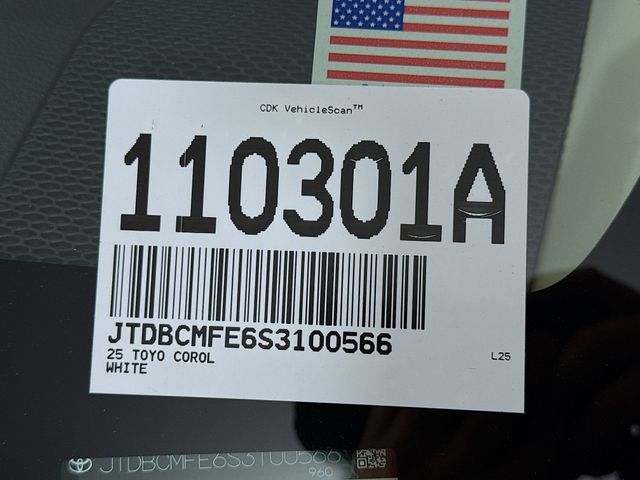 CDK VehicleScan™
110301A
JTDBCMFE6S3100566
25 TOYO COROL
L25
WHITE
JTDBCMFE6S3100566
960